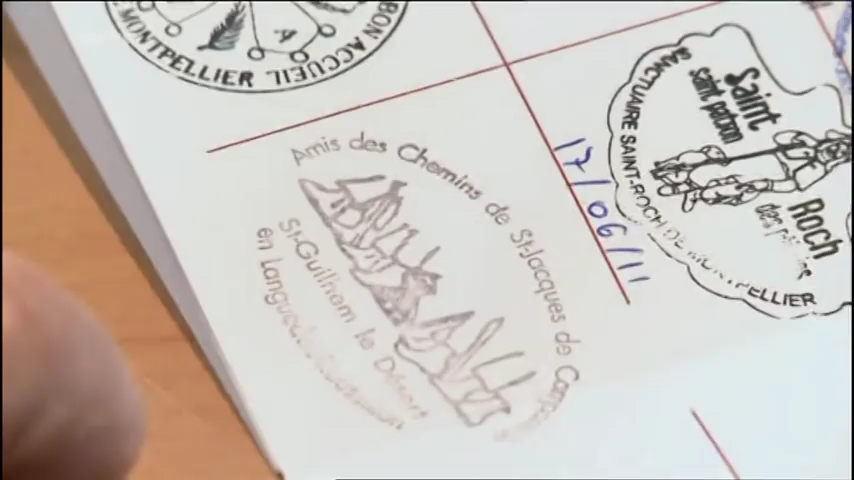 MONTPELLIER
BON ACCUEIL
A
Saint Roch
saint patron
des
SANCTUAIRE SAINT-ROCH DE MONTPELLIER
17/06/11
Amis des Chemins de St-Jacques de
St-Guilhem le Désert
en